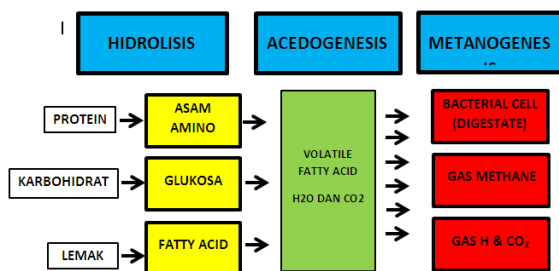 I
HIDROLISIS
ACEDOGENESIS
METANOGENES
PROTEIN
ASAM
AMINO
KARBOHIDRAT
GLUKOSA
LEMAK
FATTY ACID
VOLATILE
FATTY ACID
H2O DAN CO2
BACTERIAL CELL
(DIGESTATE)
GAS METHANE
GAS H & CO₂